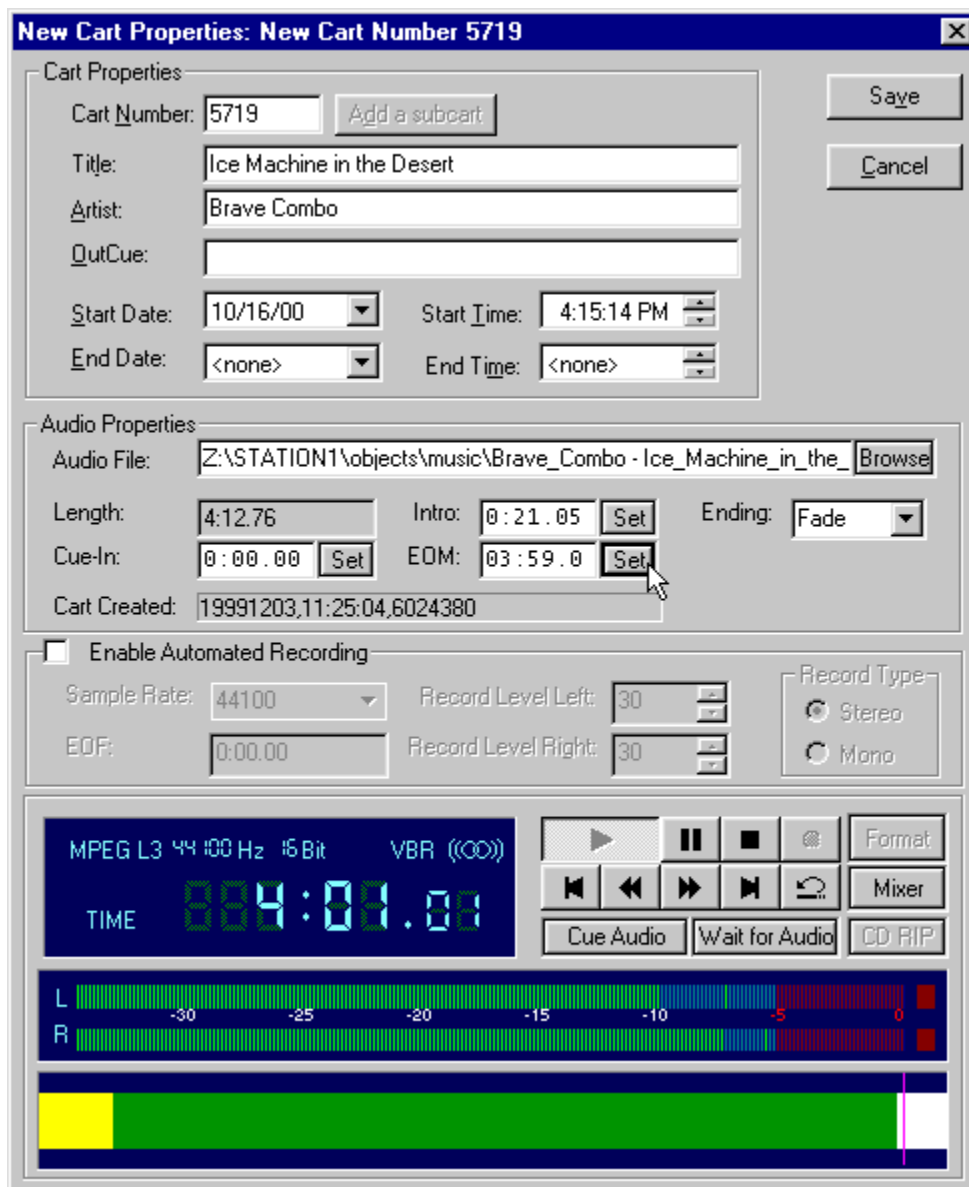 New Cart Properties: New Cart Number 5719
Cart Properties
Cart Number: 5719 Add a subcart
Save
Title: Ice Machine in the Desert
Cancel
Artist: Brave Combo
OutCue:
Start Date: 10/16/00 Start Time: 4:15:14 PM
End Date: <none> End Time: <none>
Audio Properties
Audio File: Z:\STATION1\objects\music\Brave_Combo - Ice_Machine_in_the_ Browse
Length: 4:12.76 Intro: 0:21.05 Set Ending: Fade
Cue-In: 0:00.00 Set EOM: 03:59.0 Set
Cart Created: 19991203,11:25:04,6024380
Enable Automated Recording
Sample Rate: 44100 Record Level Left: 30 Record Type
Stereo
EOF: 0:00.00 Record Level Right: 30 Mono
MPEG L3 44100 Hz 16 Bit VBR
Format
Mixer
TIME 4:01.01
Cue Audio Wait for Audio CD RIP
L
-30 -25 -20 -15 -10 -5 0
R